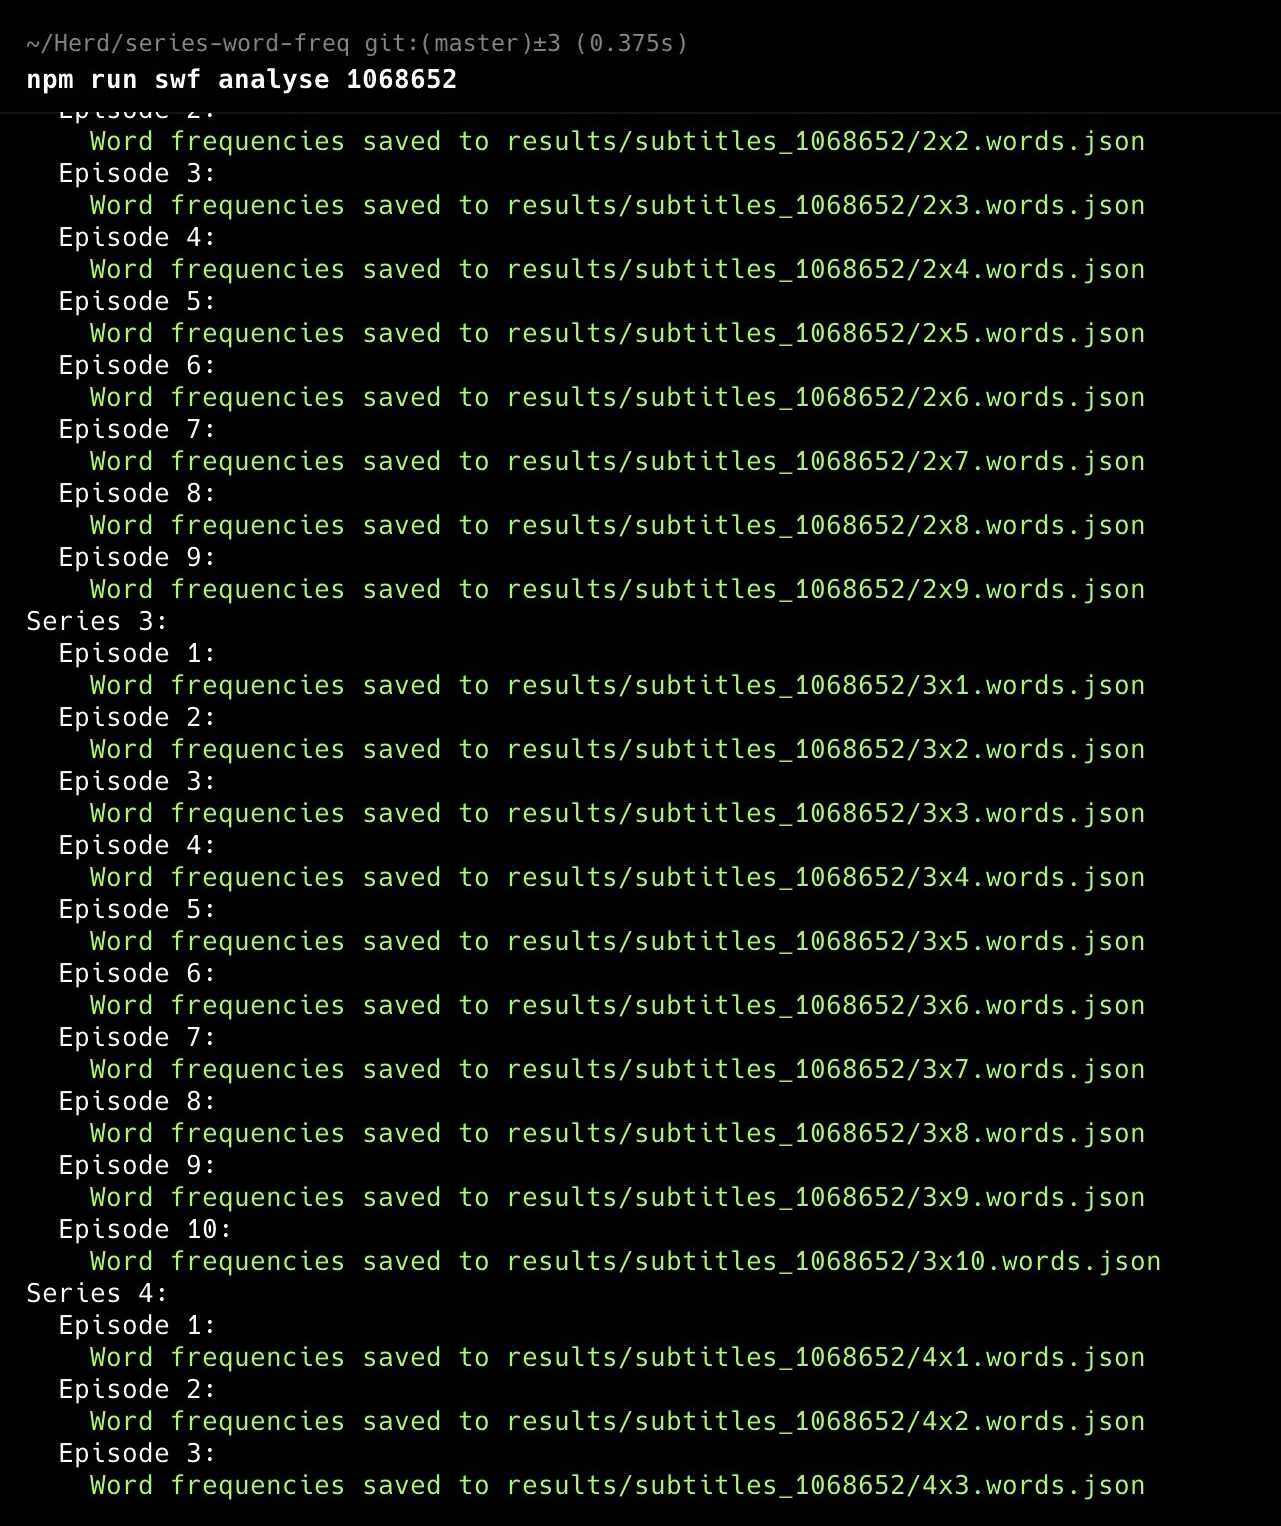 ~/Herd/series-word-freq git:(master)±3 (0.375s)
npm run swf analyse 1068652
Episode 2:
Word frequencies saved to results/subtitles_1068652/2x2.words.json
Episode 3:
Word frequencies saved to results/subtitles_1068652/2x3.words.json
Episode 4:
Word frequencies saved to results/subtitles_1068652/2x4.words.json
Episode 5:
Word frequencies saved to results/subtitles_1068652/2x5.words.json
Episode 6:
Word frequencies saved to results/subtitles_1068652/2x6.words.json
Episode 7:
Word frequencies saved to results/subtitles_1068652/2x7.words.json
Episode 8:
Word frequencies saved to results/subtitles_1068652/2x8.words.json
Episode 9:
Word frequencies saved to results/subtitles_1068652/2x9.words.json
Series 3:
Episode 1:
Word frequencies saved to results/subtitles_1068652/3x1.words.json
Episode 2:
Word frequencies saved to results/subtitles_1068652/3x2.words.json
Episode 3:
Word frequencies saved to results/subtitles_1068652/3x3.words.json
Episode 4:
Word frequencies saved to results/subtitles_1068652/3x4.words.json
Episode 5:
Word frequencies saved to results/subtitles_1068652/3x5.words.json
Episode 6:
Word frequencies saved to results/subtitles_1068652/3x6.words.json
Episode 7:
Word frequencies saved to results/subtitles_1068652/3x7.words.json
Episode 8:
Word frequencies saved to results/subtitles_1068652/3x8.words.json
Episode 9:
Word frequencies saved to results/subtitles_1068652/3x9.words.json
Episode 10:
Word frequencies saved to results/subtitles_1068652/3x10.words.json
Series 4:
Episode 1:
Word frequencies saved to results/subtitles_1068652/4x1.words.json
Episode 2:
Word frequencies saved to results/subtitles_1068652/4x2.words.json
Episode 3:
Word frequencies saved to results/subtitles_1068652/4x3.words.json